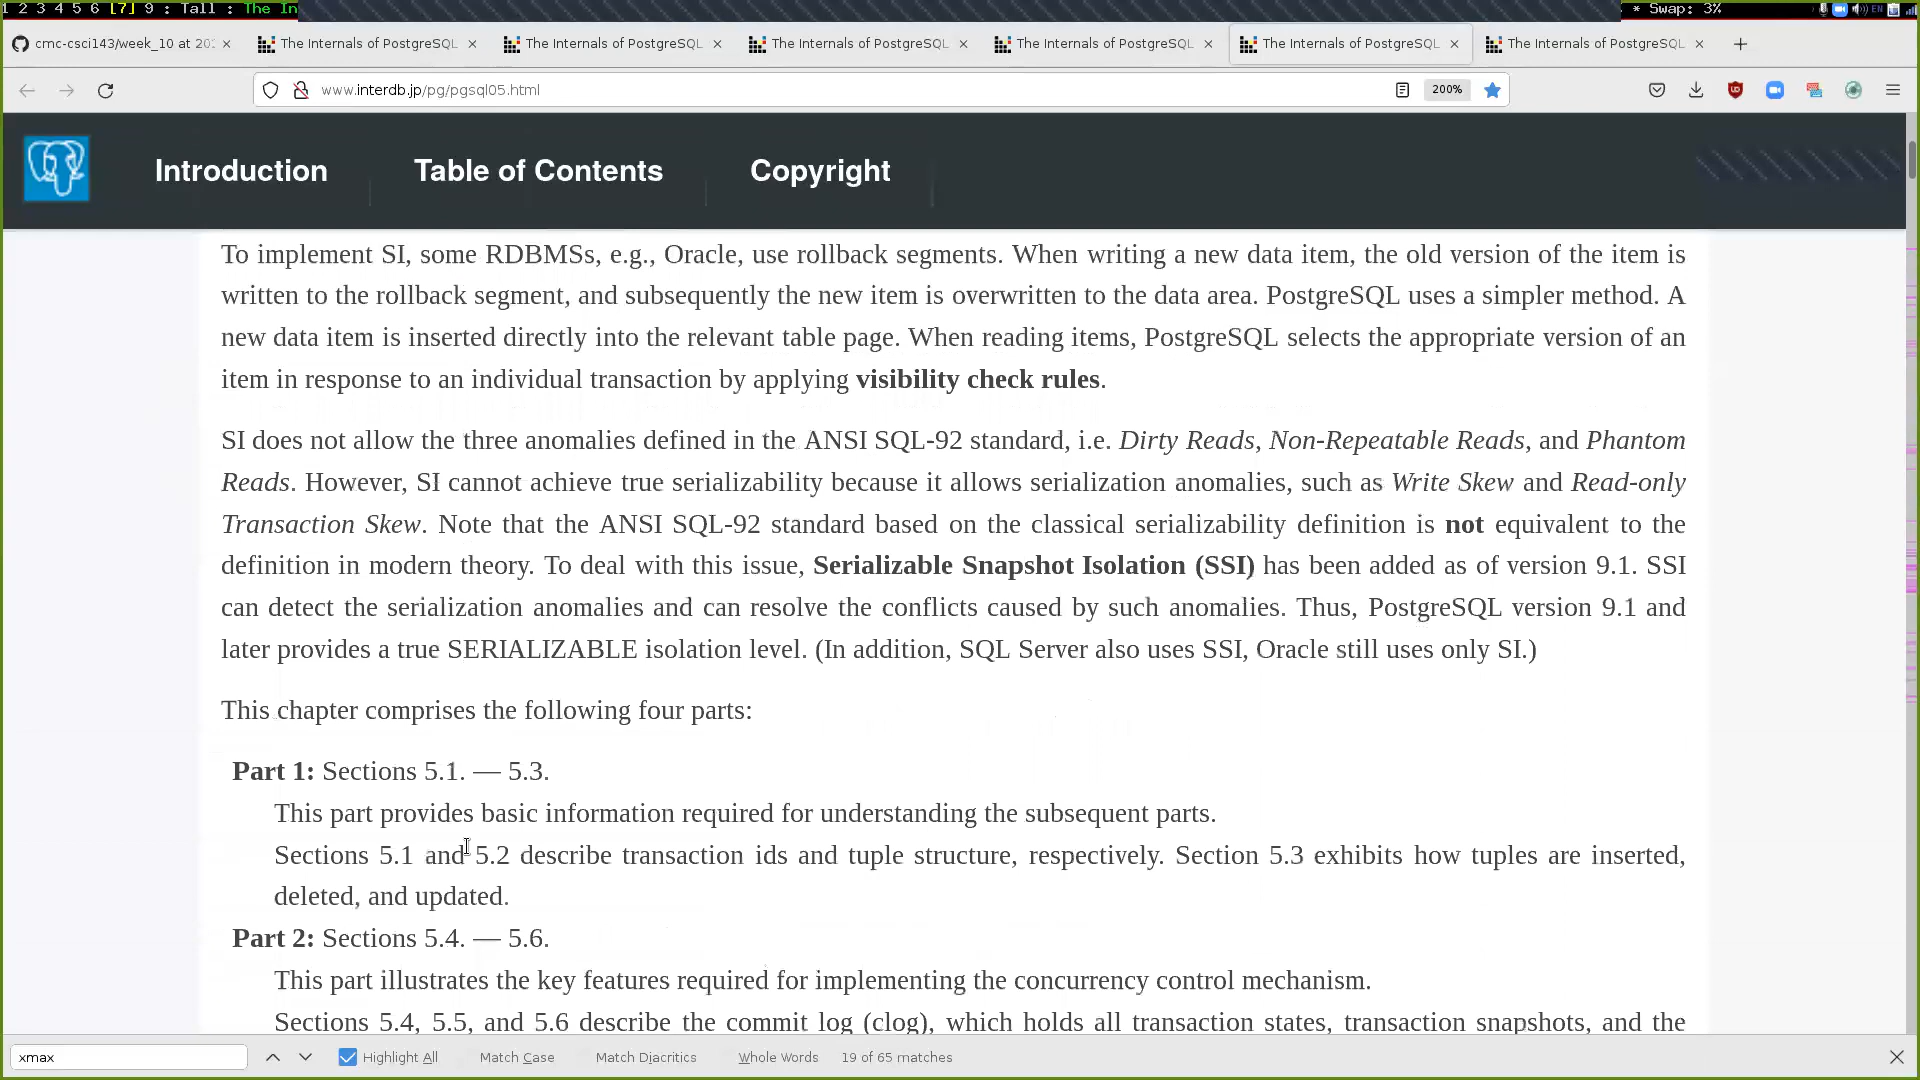 1 2 3 4 5 6 [7] 9 : Tall : The In
* Swap: 3%
EN
cmc-csci143/week_10 at 20
The Internals of PostgreSQL
The Internals of PostgreSQL
The Internals of PostgreSQL
The Internals of PostgreSQL
The Internals of PostgreSQL
The Internals of PostgreSQL
www.interdb.jp/pg/pgsql05.html
200%
Introduction
Table of Contents
Copyright
To implement SI, some RDBMSs, e.g., Oracle, use rollback segments. When writing a new data item, the old version of the item is
written to the rollback segment, and subsequently the new item is overwritten to the data area. PostgreSQL uses a simpler method. A
new data item is inserted directly into the relevant table page. When reading items, PostgreSQL selects the appropriate version of an
item in response to an individual transaction by applying visibility check rules.
SI does not allow the three anomalies defined in the ANSI SQL-92 standard, i.e. Dirty Reads, Non-Repeatable Reads, and Phantom
Reads. However, SI cannot achieve true serializability because it allows serialization anomalies, such as Write Skew and Read-only
Transaction Skew. Note that the ANSI SQL-92 standard based on the classical serializability definition is not equivalent to the
definition in modern theory. To deal with this issue, Serializable Snapshot Isolation (SSI) has been added as of version 9.1. SSI
can detect the serialization anomalies and can resolve the conflicts caused by such anomalies. Thus, PostgreSQL version 9.1 and
later provides a true SERIALIZABLE isolation level. (In addition, SQL Server also uses SSI, Oracle still uses only SI.)
This chapter comprises the following four parts:
Part 1: Sections 5.1. — 5.3.
This part provides basic information required for understanding the subsequent parts.
Sections 5.1 and 5.2 describe transaction ids and tuple structure, respectively. Section 5.3 exhibits how tuples are inserted,
deleted, and updated.
Part 2: Sections 5.4. — 5.6.
This part illustrates the key features required for implementing the concurrency control mechanism.
Sections 5.4, 5.5, and 5.6 describe the commit log (clog), which holds all transaction states, transaction snapshots, and the
xmax
Highlight All
Match Case
Match Diacritics
Whole Words
19 of 65 matches